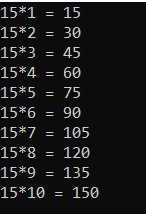 15*1 = 15
15*2 = 30
15*3 = 45
15*4 = 60
15*5 = 75
15*6 = 90
15*7 = 105
15*8 = 120
15*9 = 135
15*10 = 150